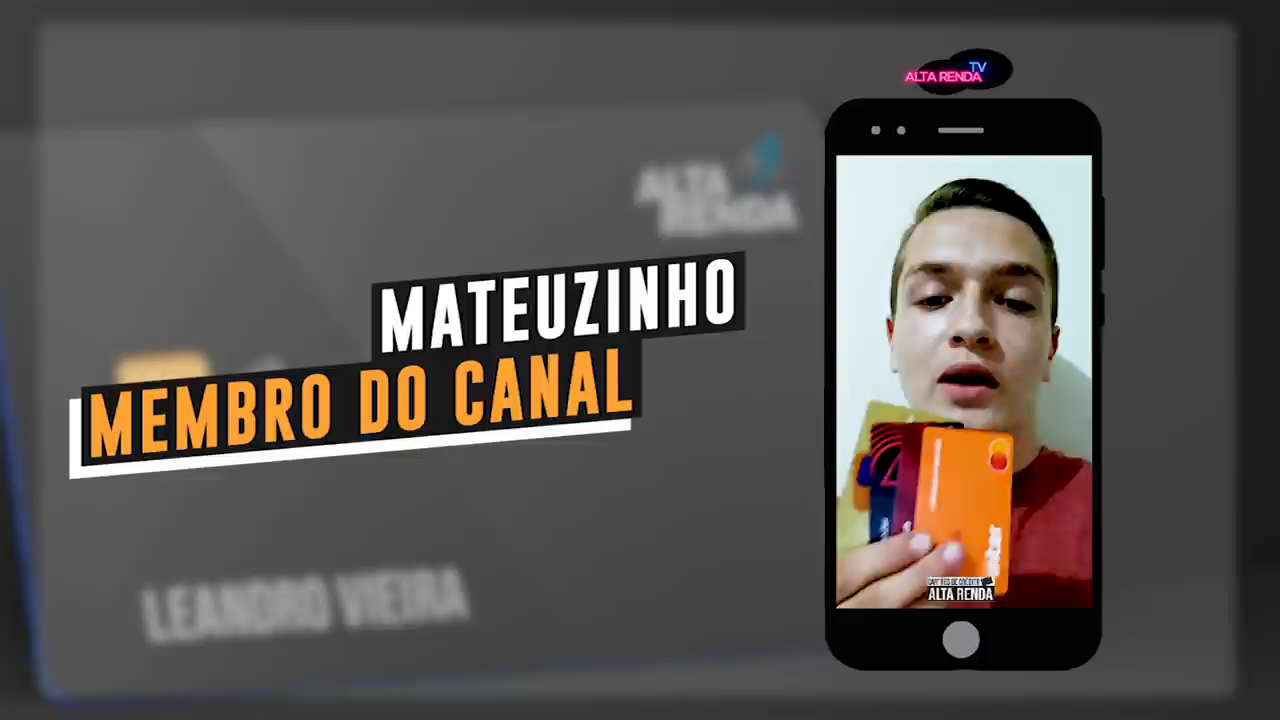 ALTA RENDA TV
ALTA
RENDA
MATEUZINHO
MEMBRO DO CANAL
LEANDRO VIEIRA
CARTÕES DE CRÉDITO
ALTA RENDA